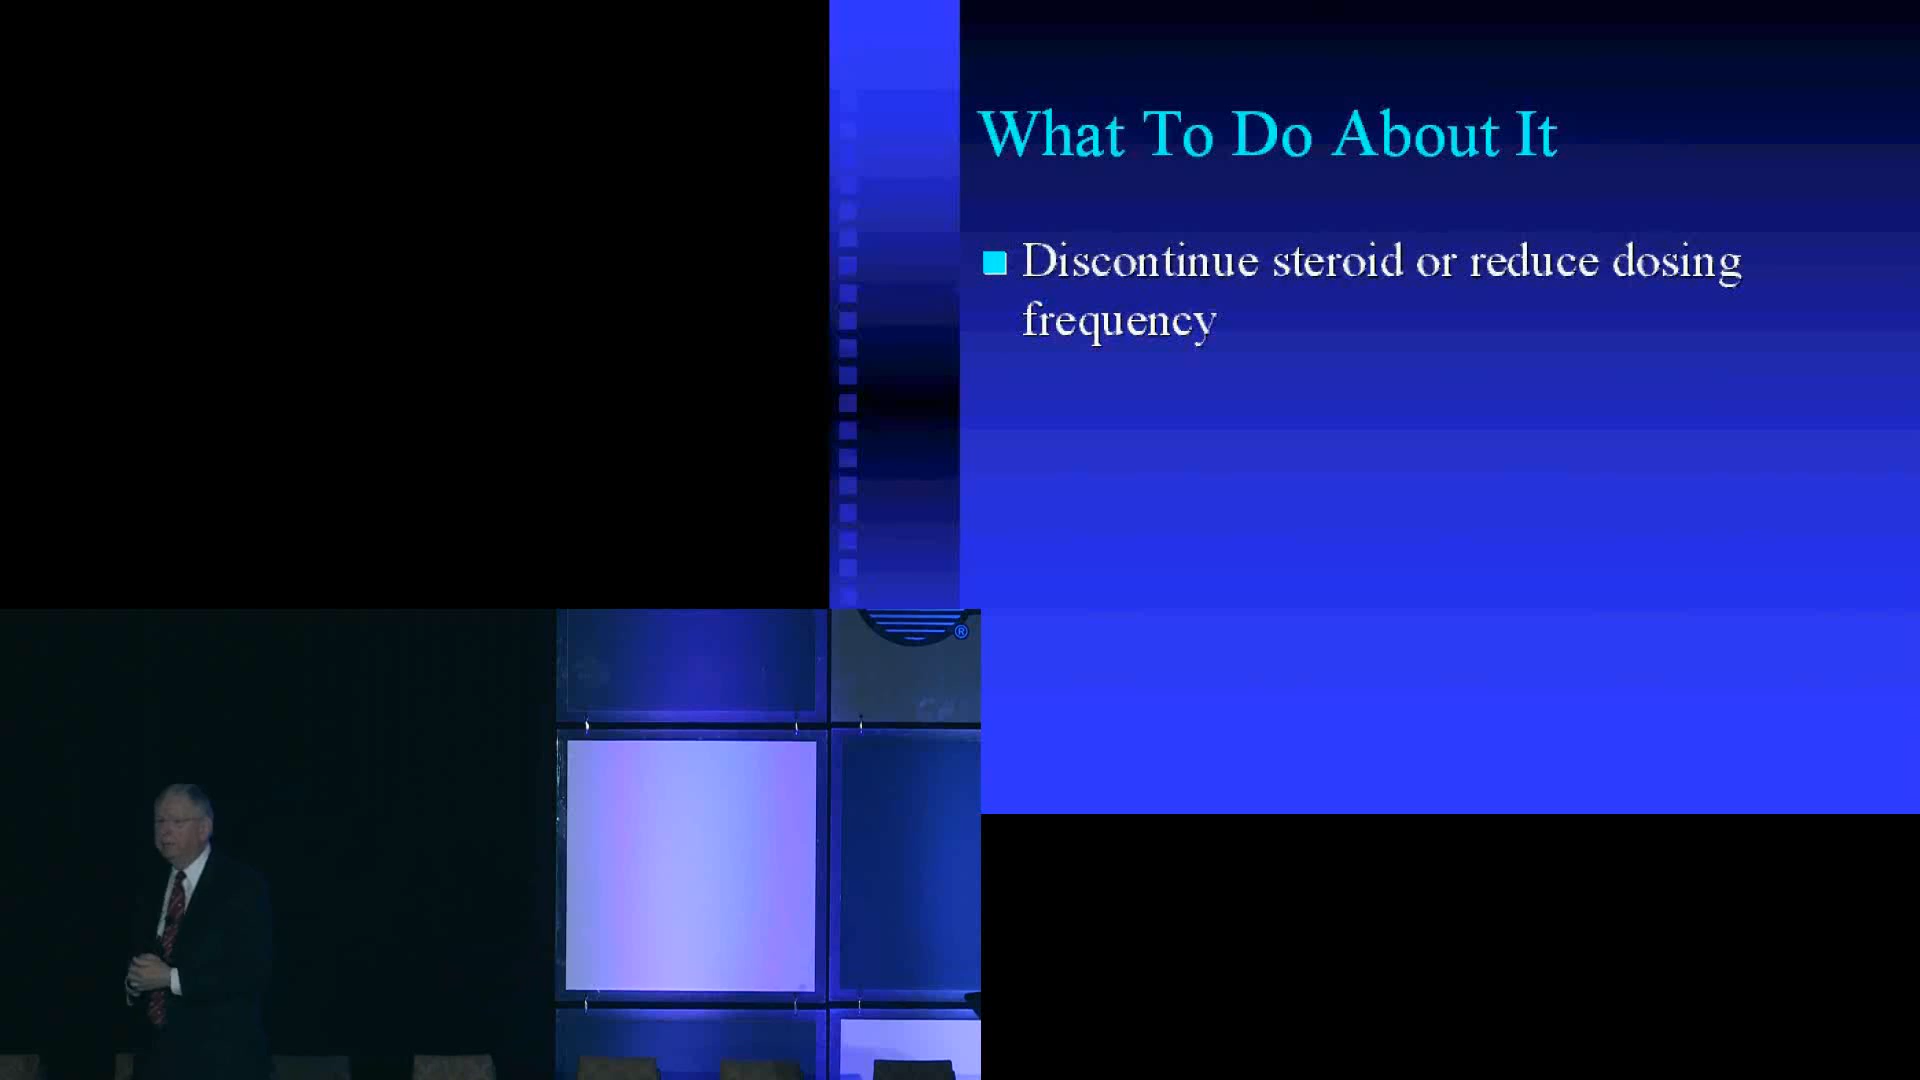 What To Do About It
Discontinue steroid or reduce dosing
frequency
®